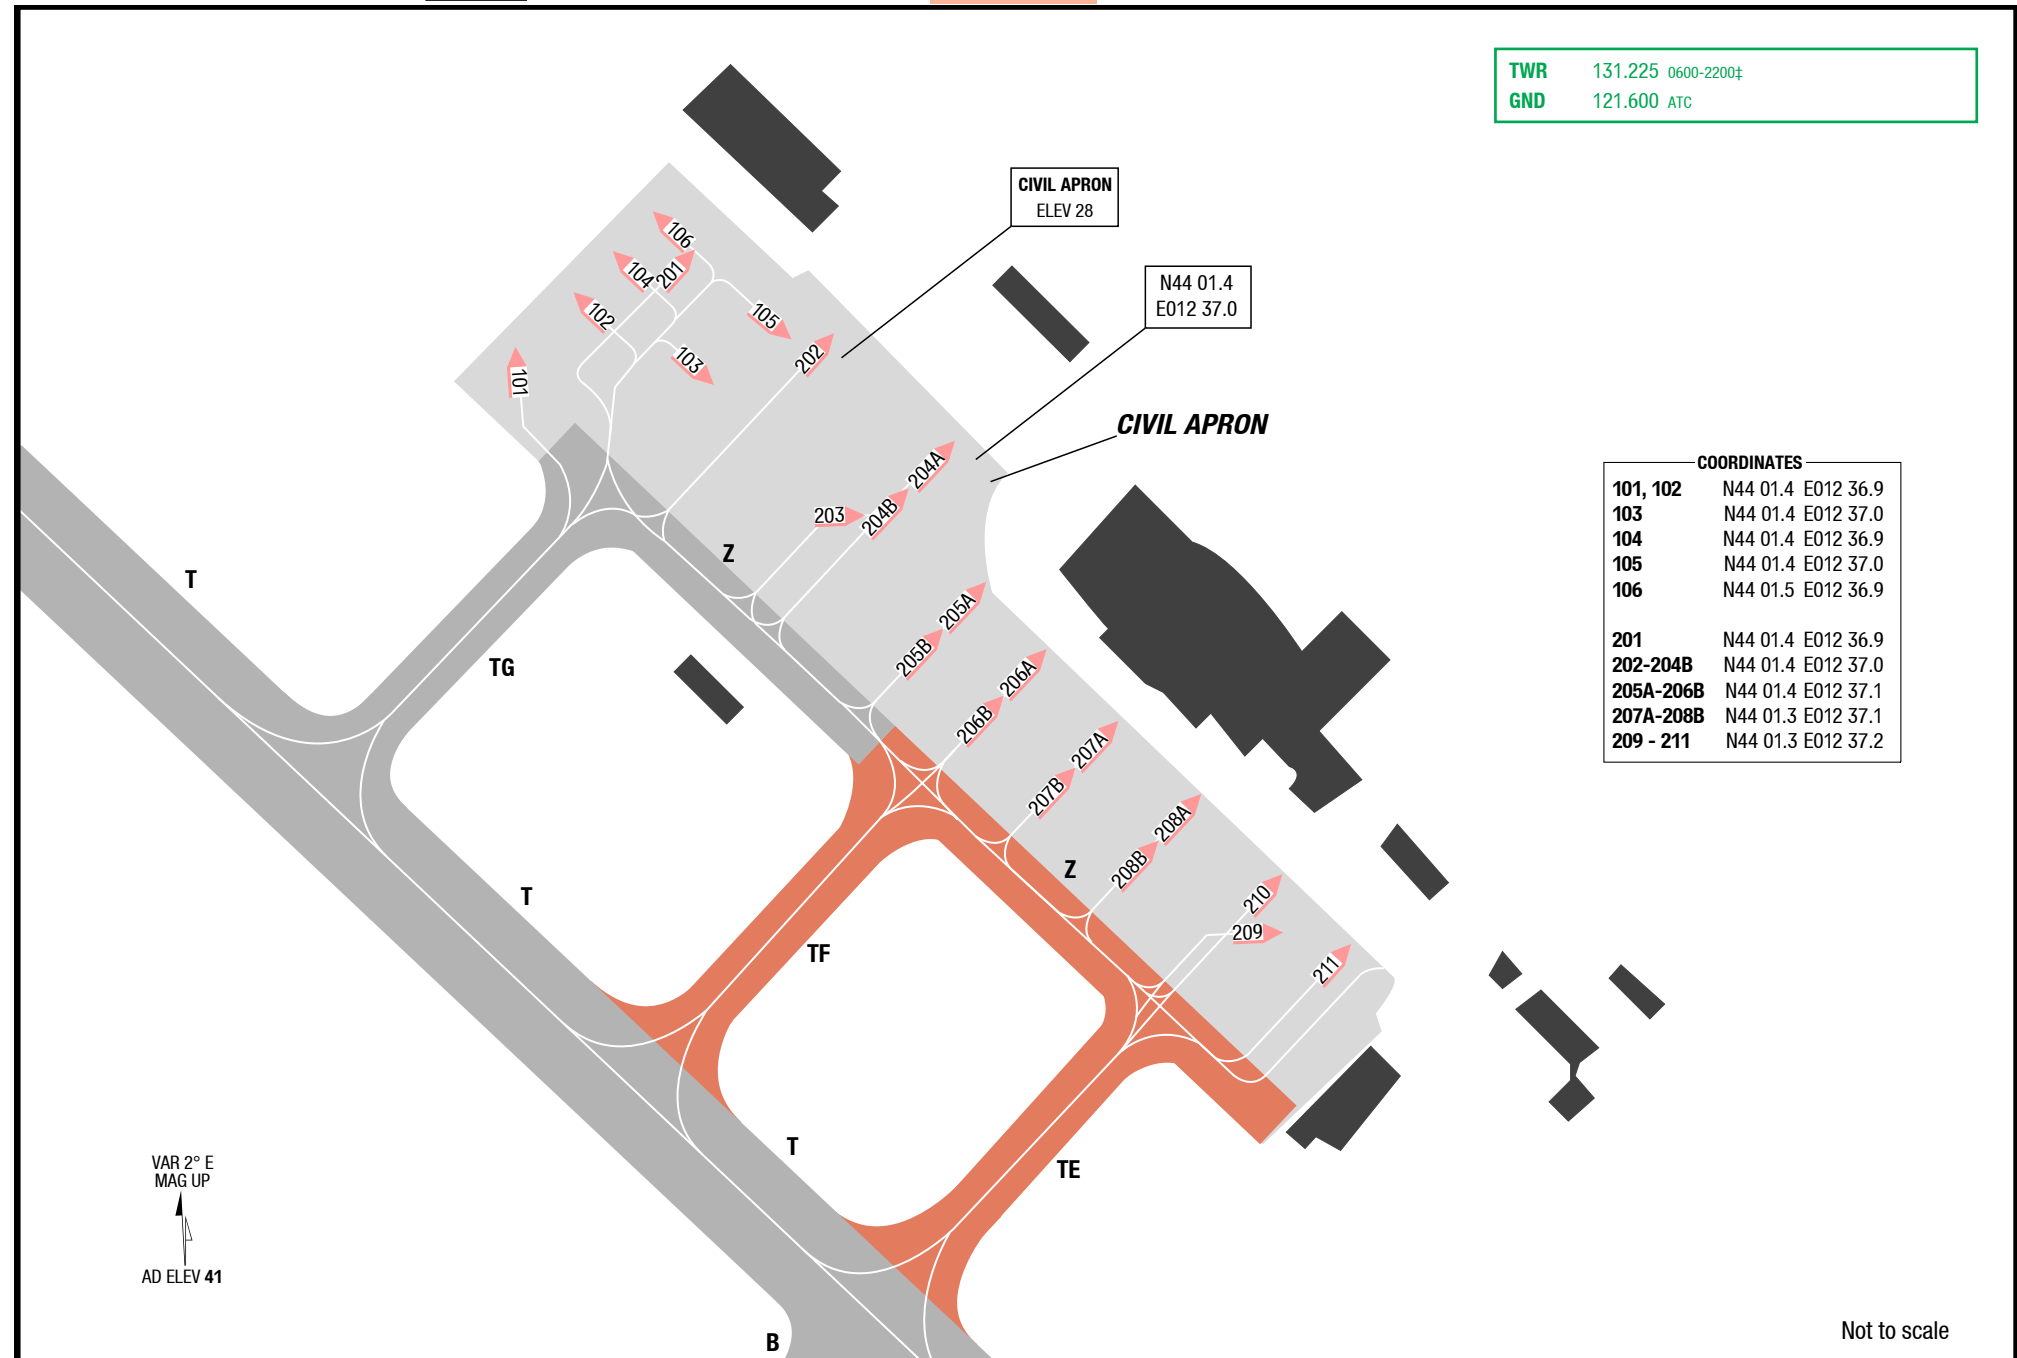 TWR 131.225 0600-2200‡
GND 121.600 ATC
CIVIL APRON
ELEV 28
N44 01.4
E012 37.0
CIVIL APRON
106
104
201
102
105
103
202
101
204A
203
204B
Z
T
205A
205B
TG
206A
206B
207A
207B
208A
208B
Z
210
209
211
T
TF
T
TE
B
COORDINATES
101, 102 N44 01.4 E012 36.9
103 N44 01.4 E012 37.0
104 N44 01.4 E012 36.9
105 N44 01.4 E012 37.0
106 N44 01.5 E012 36.9
201 N44 01.4 E012 36.9
202-204B N44 01.4 E012 37.0
205A-206B N44 01.4 E012 37.1
207A-208B N44 01.3 E012 37.1
209 - 211 N44 01.3 E012 37.2
VAR 2° E
MAG UP
AD ELEV 41
Not to scale